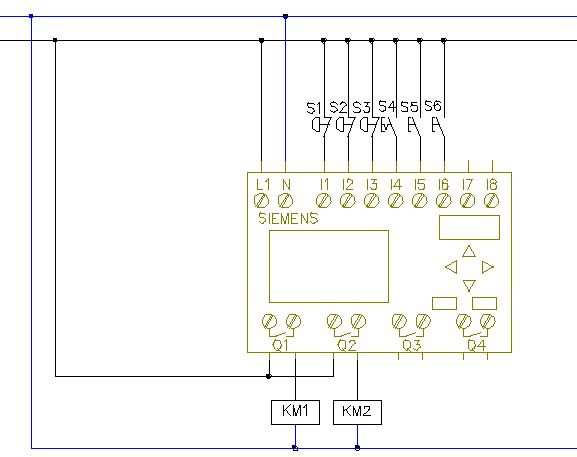 S1 S2 S3 S4 S5 S6
L1 N I1 I2 I3 I4 I5 I6 I7 I8
SIEMENS
Q1 Q2 Q3 Q4
KM1 KM2